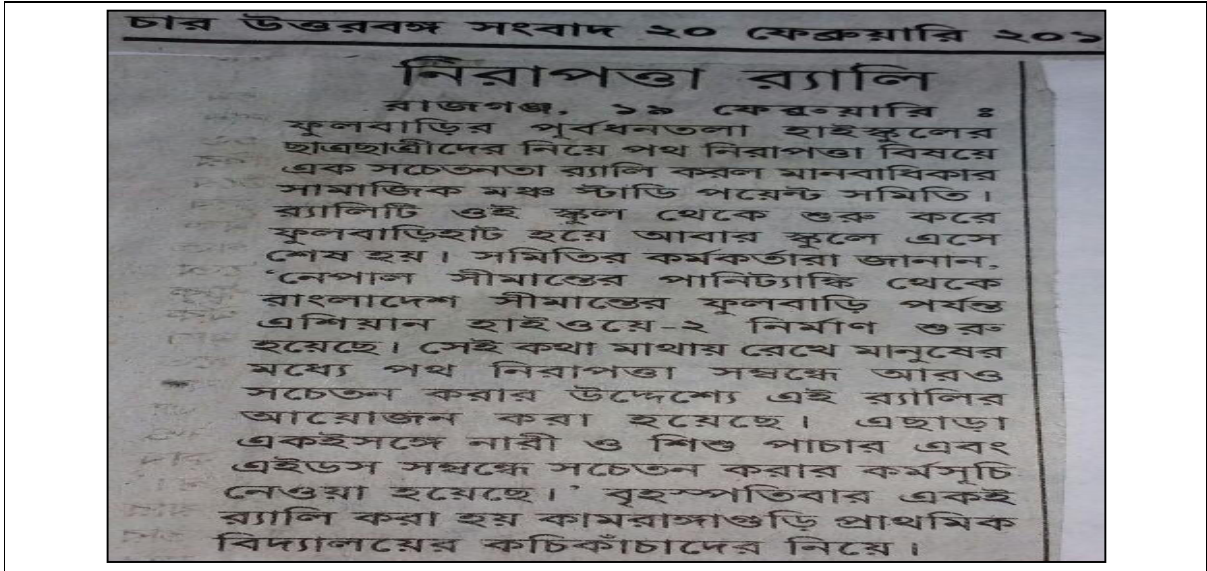 চার উত্তরবঙ্গ সংবাদ ২০ ফেব্রুয়ারি ২০১
নিরাপত্তা র‍্যালি
রাজগঞ্জ, ১৯ ফেব্রুয়ারি :
ফুলবাড়ির পূর্বধনতলা হাইস্কুলের
ছাত্রছাত্রীদের নিয়ে পথ নিরাপত্তা বিষয়ে
এক সচেতনতা র‍্যালি করল মানবাধিকার
সামাজিক মঞ্চ স্টাডি পয়েন্ট সমিতি।
র‍্যালিটি ওই স্কুল থেকে শুরু করে
ফুলবাড়িহাট হয়ে আবার স্কুলে এসে
শেষ হয়। সমিতির কর্মকর্তারা জানান,
‘নেপাল সীমান্তের পানিট্যাঙ্কি থেকে
বাংলাদেশ সীমান্তের ফুলবাড়ি পর্যন্ত
এশিয়ান হাইওয়ে-২ নির্মাণ শুরু
হয়েছে। সেই কথা মাথায় রেখে মানুষের
মধ্যে পথ নিরাপত্তা সম্বন্ধে আরও
সচেতন করার উদ্দেশ্যে এই র‍্যালির
আয়োজন করা হয়েছে। এছাড়া
একইসঙ্গে নারী ও শিশু পাচার এবং
এইডস সম্বন্ধে সচেতন করার কর্মসূচি
নেওয়া হয়েছে।’ বৃহস্পতিবার একই
র‍্যালি করা হয় কামরাঙ্গাগুড়ি প্রাথমিক
বিদ্যালয়ের কচিকাঁচাদের নিয়ে।